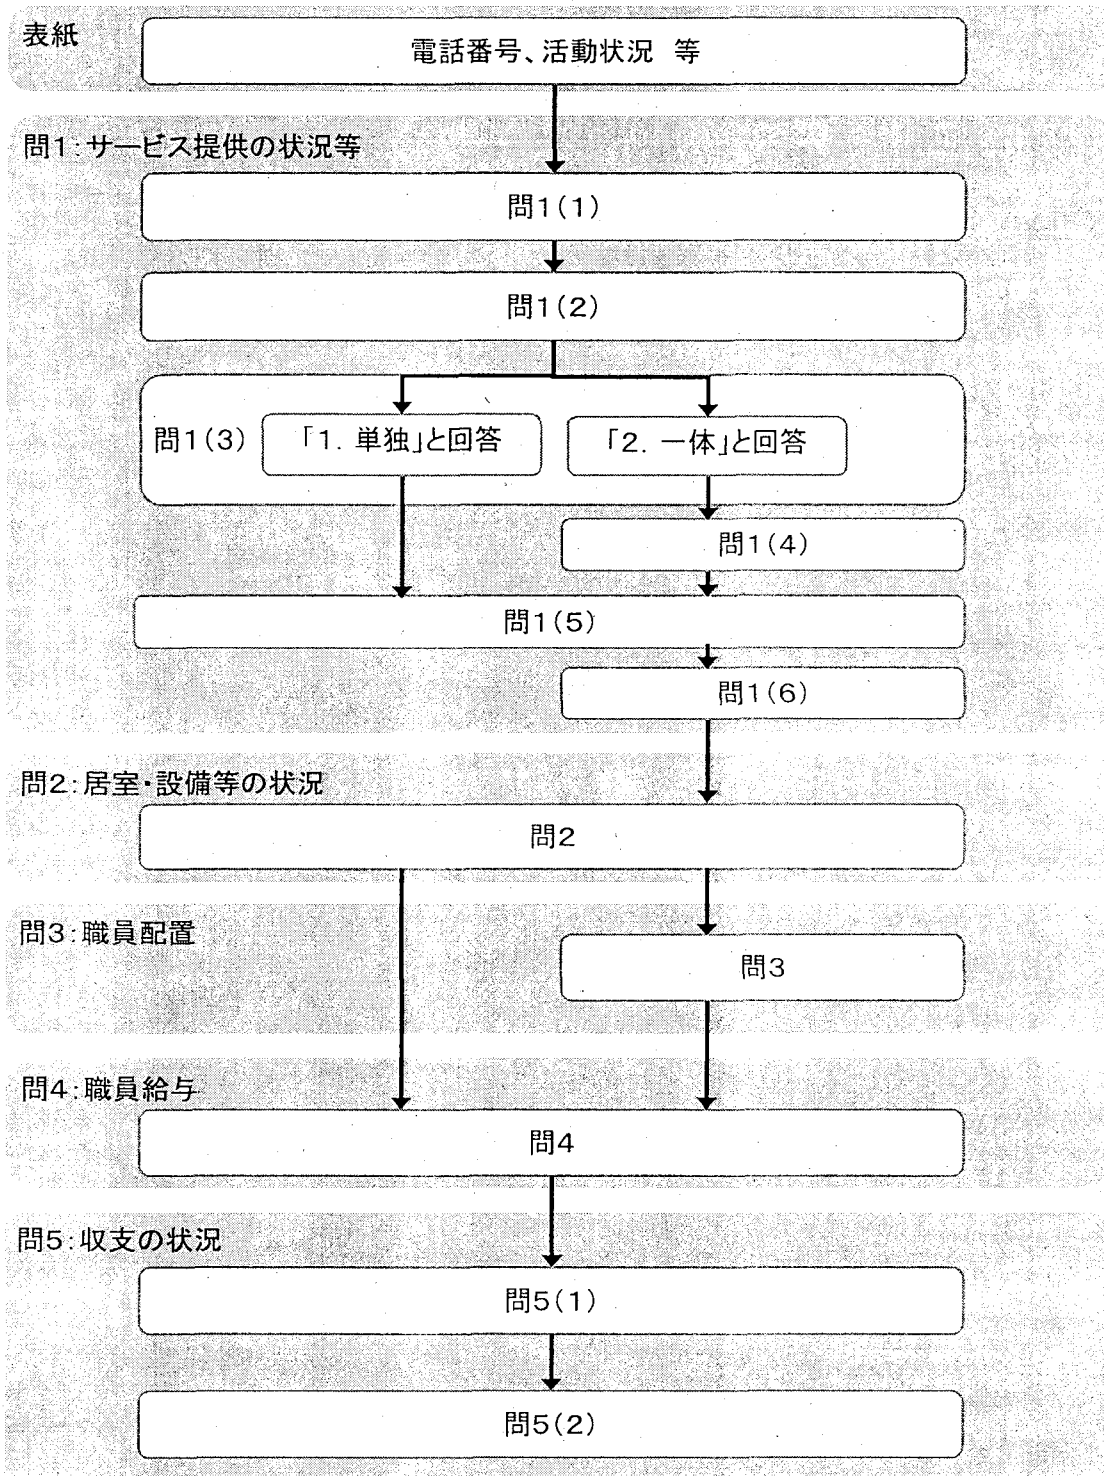 表紙
電話番号、活動状況 等
問1:サービス提供の状況等
問1(1)
問1(2)
問1(3)
「1. 単独」と回答
「2. 一体」と回答
問1(4)
問1(5)
問1(6)
問2:居室・設備等の状況
問2
問3:職員配置
問3
問4:職員給与
問4
問5:収支の状況
問5(1)
問5(2)